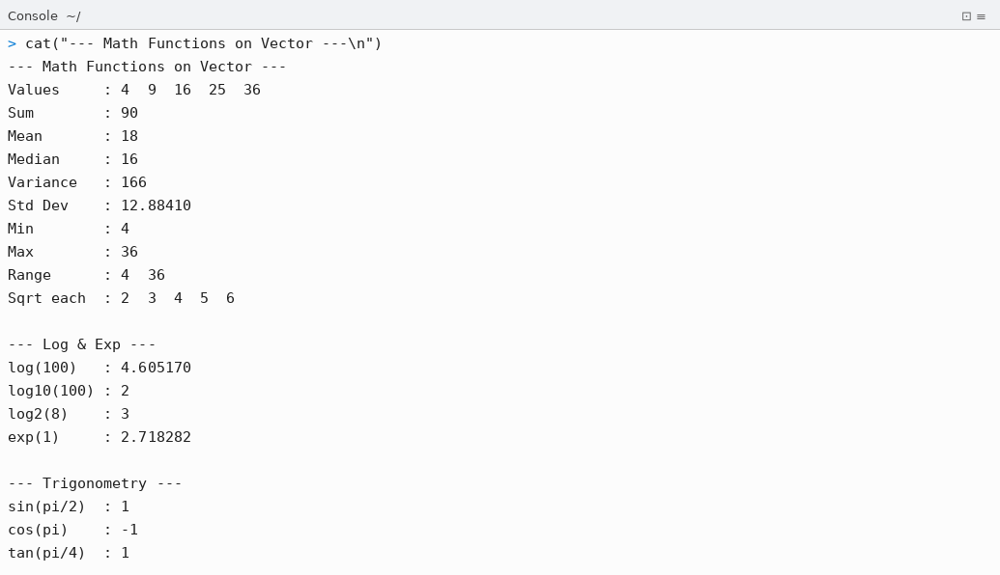 Console ~/
> cat("--- Math Functions on Vector ---\n")
--- Math Functions on Vector ---
Values     : 4  9  16  25  36
Sum        : 90
Mean       : 18
Median     : 16
Variance   : 166
Std Dev    : 12.88410
Min        : 4
Max        : 36
Range      : 4  36
Sqrt each  : 2  3  4  5  6

--- Log & Exp ---
log(100)   : 4.605170
log10(100) : 2
log2(8)    : 3
exp(1)     : 2.718282

--- Trigonometry ---
sin(pi/2)  : 1
cos(pi)    : -1
tan(pi/4)  : 1